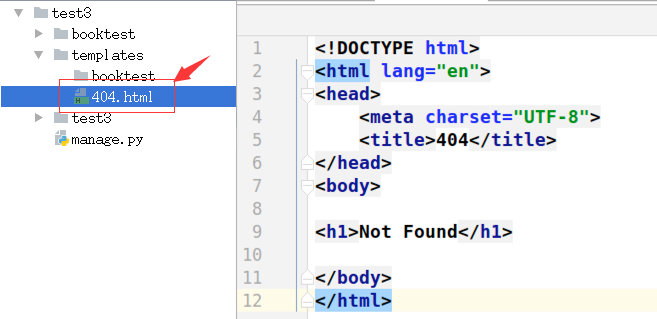 test3
booktest
templates
booktest
404.html
test3
manage.py
1 <!DOCTYPE html>
2 <html lang="en">
3 <head>
4 <meta charset="UTF-8">
5 <title>404</title>
6 </head>
7 <body>
8
9 <h1>Not Found</h1>
10
11 </body>
12 </html>